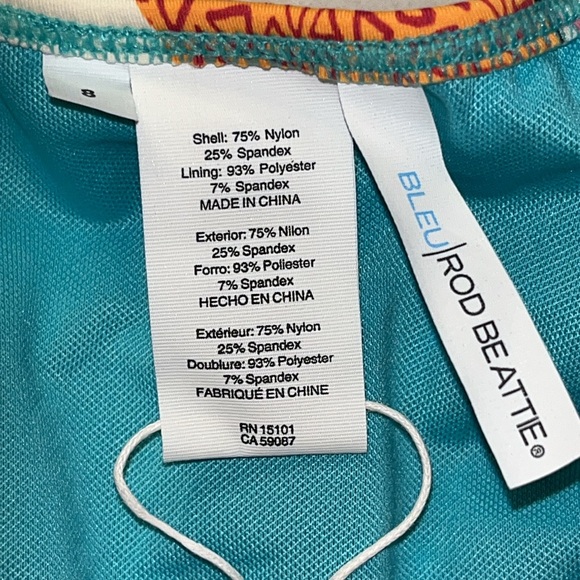 8
Shell: 75% Nylon
25% Spandex
Lining: 93% Polyester
7% Spandex
MADE IN CHINA
Exterior: 75% Nilon
25% Spandex
Forro: 93% Poliester
7% Spandex
HECHO EN CHINA
Extérieur: 75% Nylon
25% Spandex
Doublure: 93% Polyester
7% Spandex
FABRIQUÉ EN CHINE
RN 15101
CA 59087
BLEU|ROD BEATTIE®